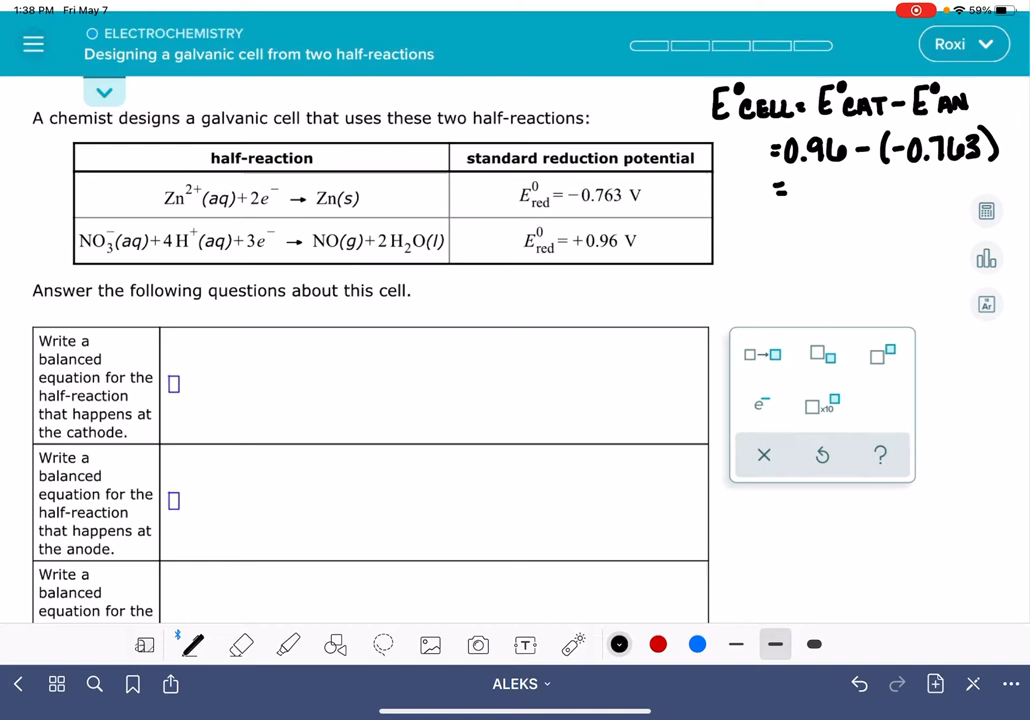 1:38 PM Fri May 7
59%
ELECTROCHEMISTRY
Designing a galvanic cell from two half-reactions
Roxi
A chemist designs a galvanic cell that uses these two half-reactions:
E°CELL = E°CAT – E°AN
= 0.96 – (-0.763)
=
half-reaction standard reduction potential
Zn²⁺(aq)+2e⁻ → Zn(s) E⁰red = −0.763 V
NO₃⁻(aq)+4H⁺(aq)+3e⁻ → NO(g)+2H₂O(l) E⁰red = +0.96 V
Answer the following questions about this cell.
Write a
balanced
equation for the
half-reaction
that happens at
the cathode.
Write a
balanced
equation for the
half-reaction
that happens at
the anode.
Write a
balanced
equation for the
□→□
e⁻
□x10
?
Ar
T
ALEKS